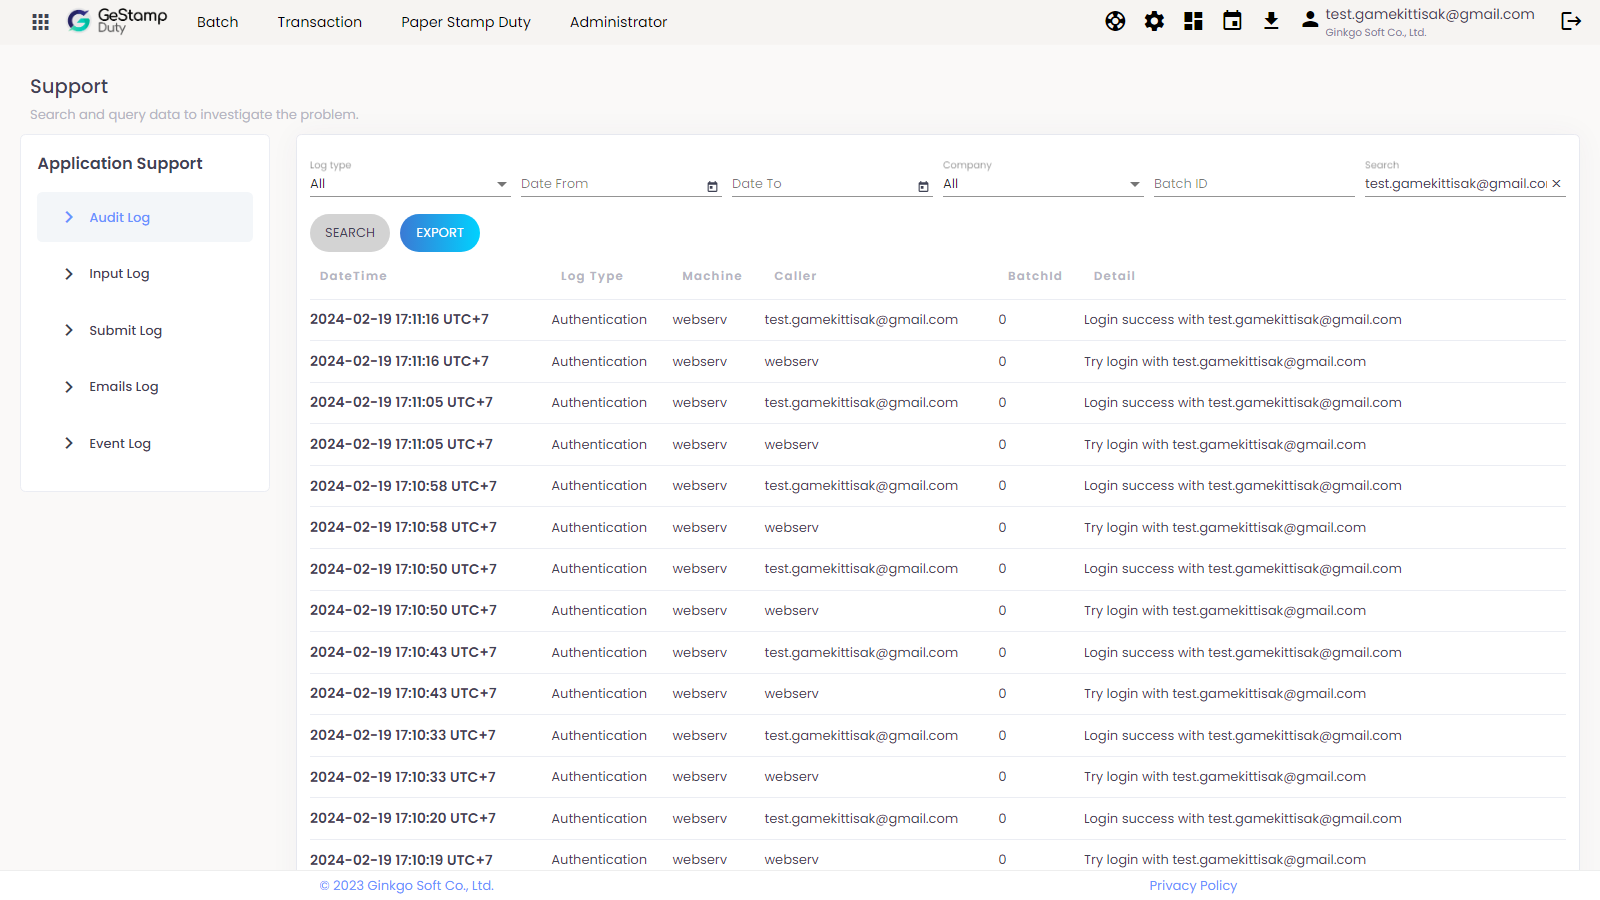 GeStamp
Duty
Batch
Transaction
Paper Stamp Duty
Administrator
test.gamekittisak@gmail.com
Ginkgo Soft Co., Ltd.
Support
Search and query data to investigate the problem.
Application Support
Audit Log
Input Log
Submit Log
Emails Log
Event Log
Log type
All
Date From
Date To
Company
All
Batch ID
Search
test.gamekittisak@gmail.co
SEARCH
EXPORT
DateTime Log Type Machine Caller BatchId Detail
2024-02-19 17:11:16 UTC+7 Authentication webserv test.gamekittisak@gmail.com 0 Login success with test.gamekittisak@gmail.com
2024-02-19 17:11:16 UTC+7 Authentication webserv webserv 0 Try login with test.gamekittisak@gmail.com
2024-02-19 17:11:05 UTC+7 Authentication webserv test.gamekittisak@gmail.com 0 Login success with test.gamekittisak@gmail.com
2024-02-19 17:11:05 UTC+7 Authentication webserv webserv 0 Try login with test.gamekittisak@gmail.com
2024-02-19 17:10:58 UTC+7 Authentication webserv test.gamekittisak@gmail.com 0 Login success with test.gamekittisak@gmail.com
2024-02-19 17:10:58 UTC+7 Authentication webserv webserv 0 Try login with test.gamekittisak@gmail.com
2024-02-19 17:10:50 UTC+7 Authentication webserv test.gamekittisak@gmail.com 0 Login success with test.gamekittisak@gmail.com
2024-02-19 17:10:50 UTC+7 Authentication webserv webserv 0 Try login with test.gamekittisak@gmail.com
2024-02-19 17:10:43 UTC+7 Authentication webserv test.gamekittisak@gmail.com 0 Login success with test.gamekittisak@gmail.com
2024-02-19 17:10:43 UTC+7 Authentication webserv webserv 0 Try login with test.gamekittisak@gmail.com
2024-02-19 17:10:33 UTC+7 Authentication webserv test.gamekittisak@gmail.com 0 Login success with test.gamekittisak@gmail.com
2024-02-19 17:10:33 UTC+7 Authentication webserv webserv 0 Try login with test.gamekittisak@gmail.com
2024-02-19 17:10:20 UTC+7 Authentication webserv test.gamekittisak@gmail.com 0 Login success with test.gamekittisak@gmail.com
2024-02-19 17:10:19 UTC+7 Authentication webserv webserv 0 Try login with test.gamekittisak@gmail.com
© 2023 Ginkgo Soft Co., Ltd.
Privacy Policy